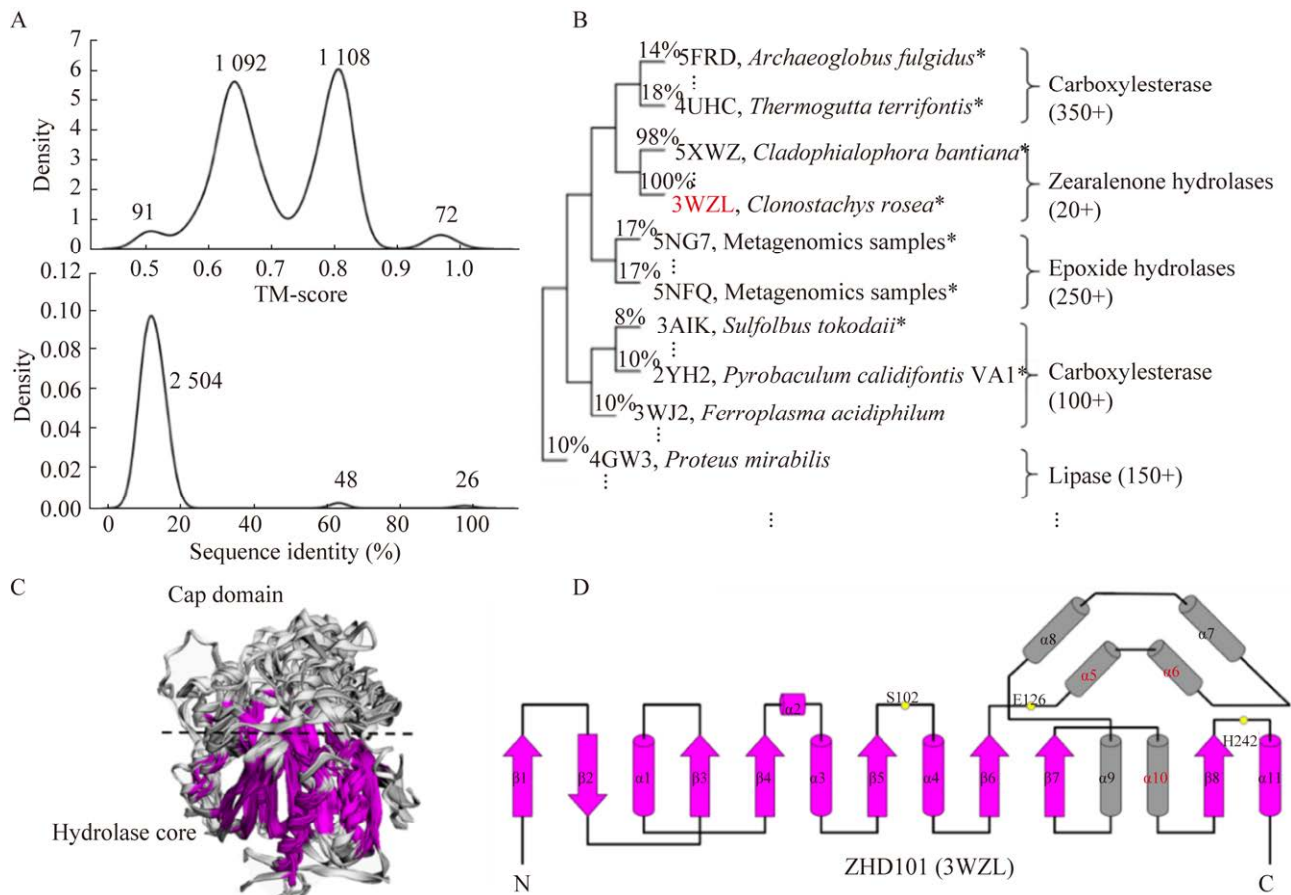 A
7
6
5
4
3
2
1
0
Density
91
1 092
1 108
72
0.5 0.6 0.7 0.8 0.9 1.0
TM-score
0.12
0.10
0.08
0.06
0.04
0.02
0.00
Density
2 504
48
26
0 20 40 60 80 100
Sequence identity (%)
B
14%
5FRD, Archaeoglobus fulgidus*
18%
4UHC, Thermogutta terrifontis*
98%
5XWZ, Cladophialophora bantiana*
100%
3WZL, Clonostachys rosea*
17%
5NG7, Metagenomics samples*
17%
5NFQ, Metagenomics samples*
8%
3AIK, Sulfolbus tokodaii*
10%
2YH2, Pyrobaculum calidifontis VA1*
10%
3WJ2, Ferroplasma acidiphilum
10%
4GW3, Proteus mirabilis
Carboxylesterase
(350+)
Zearalenone hydrolases
(20+)
Epoxide hydrolases
(250+)
Carboxylesterase
(100+)
Lipase (150+)
C
Cap domain
Hydrolase core
D
α8
α7
α5
α6
S102
E126
H242
α2
β1
β2
α1
β3
β4
α3
β5
α4
β6
β7
α9
α10
β8
α11
N
ZHD101 (3WZL)
C